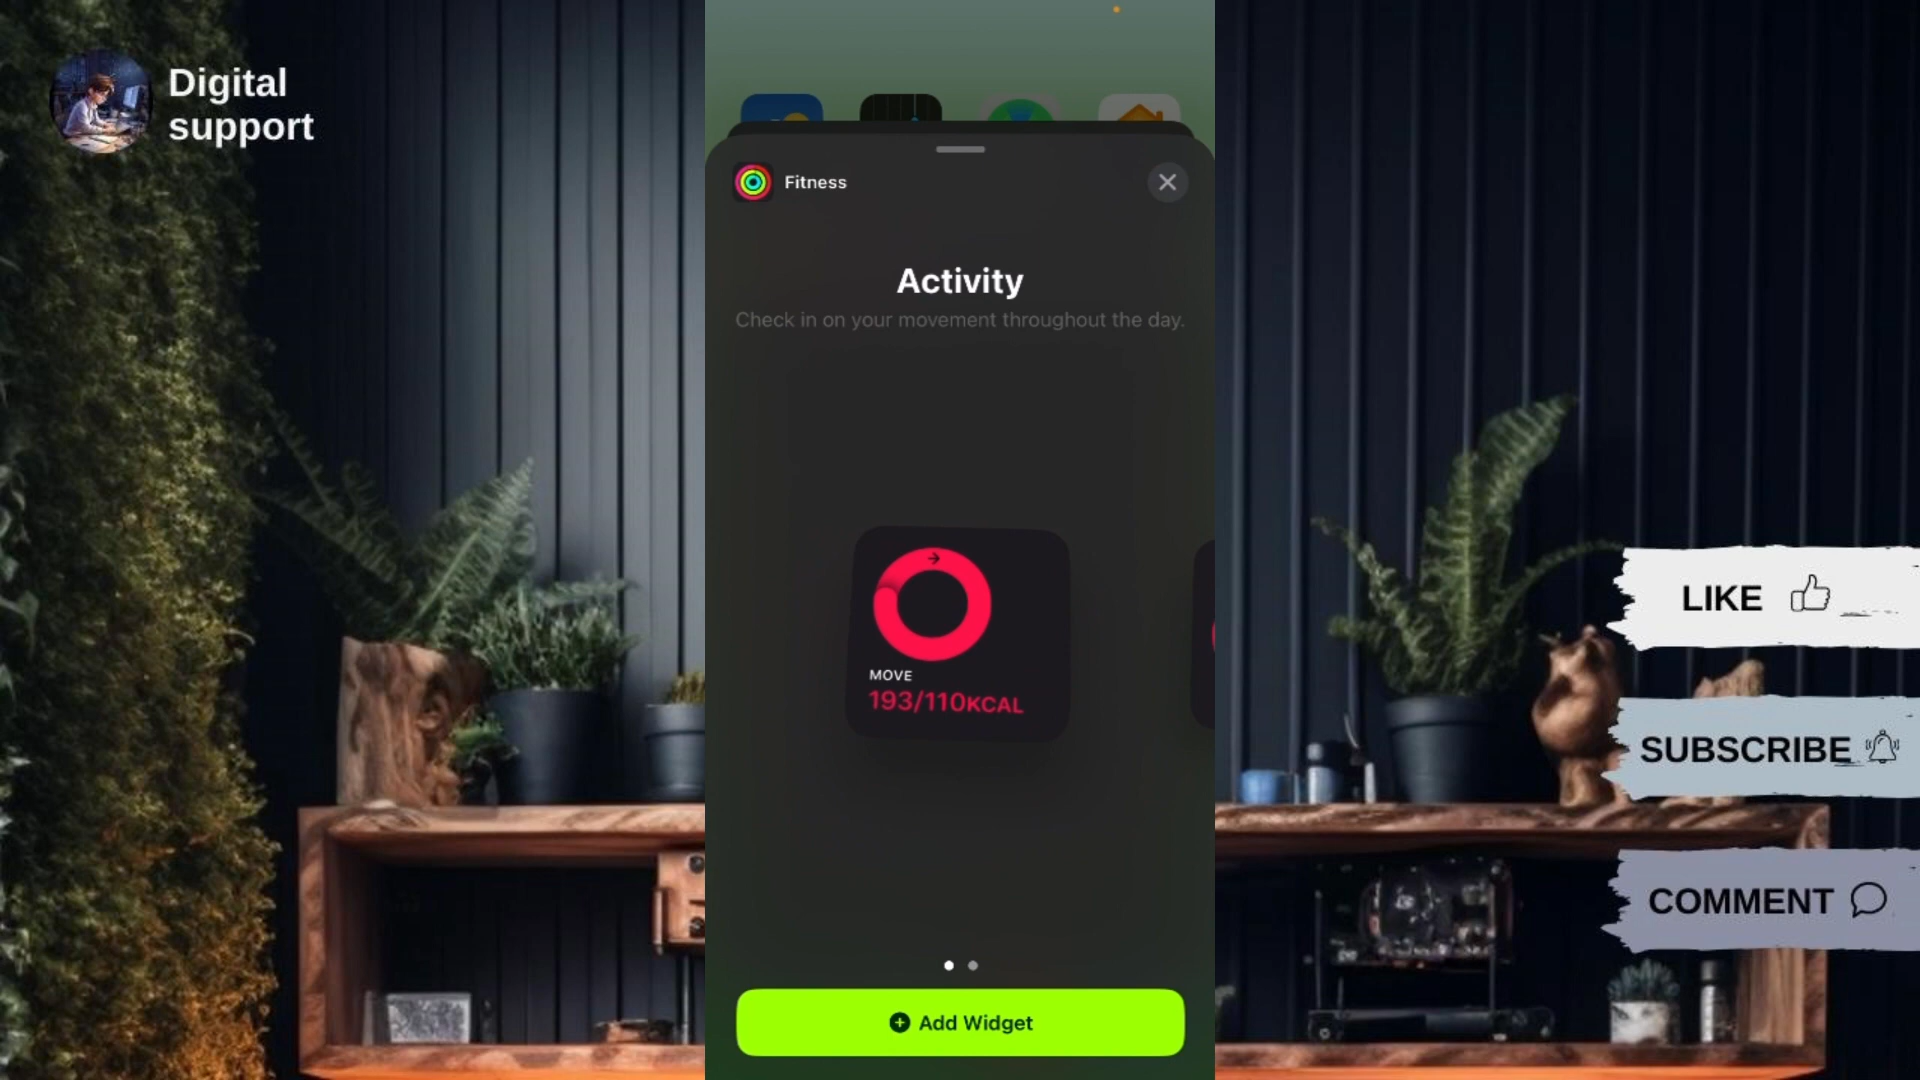 Digital
support
Fitness
Activity
Check in on your movement throughout the day.
MOVE
193/110KCAL
Add Widget
LIKE
SUBSCRIBE
COMMENT